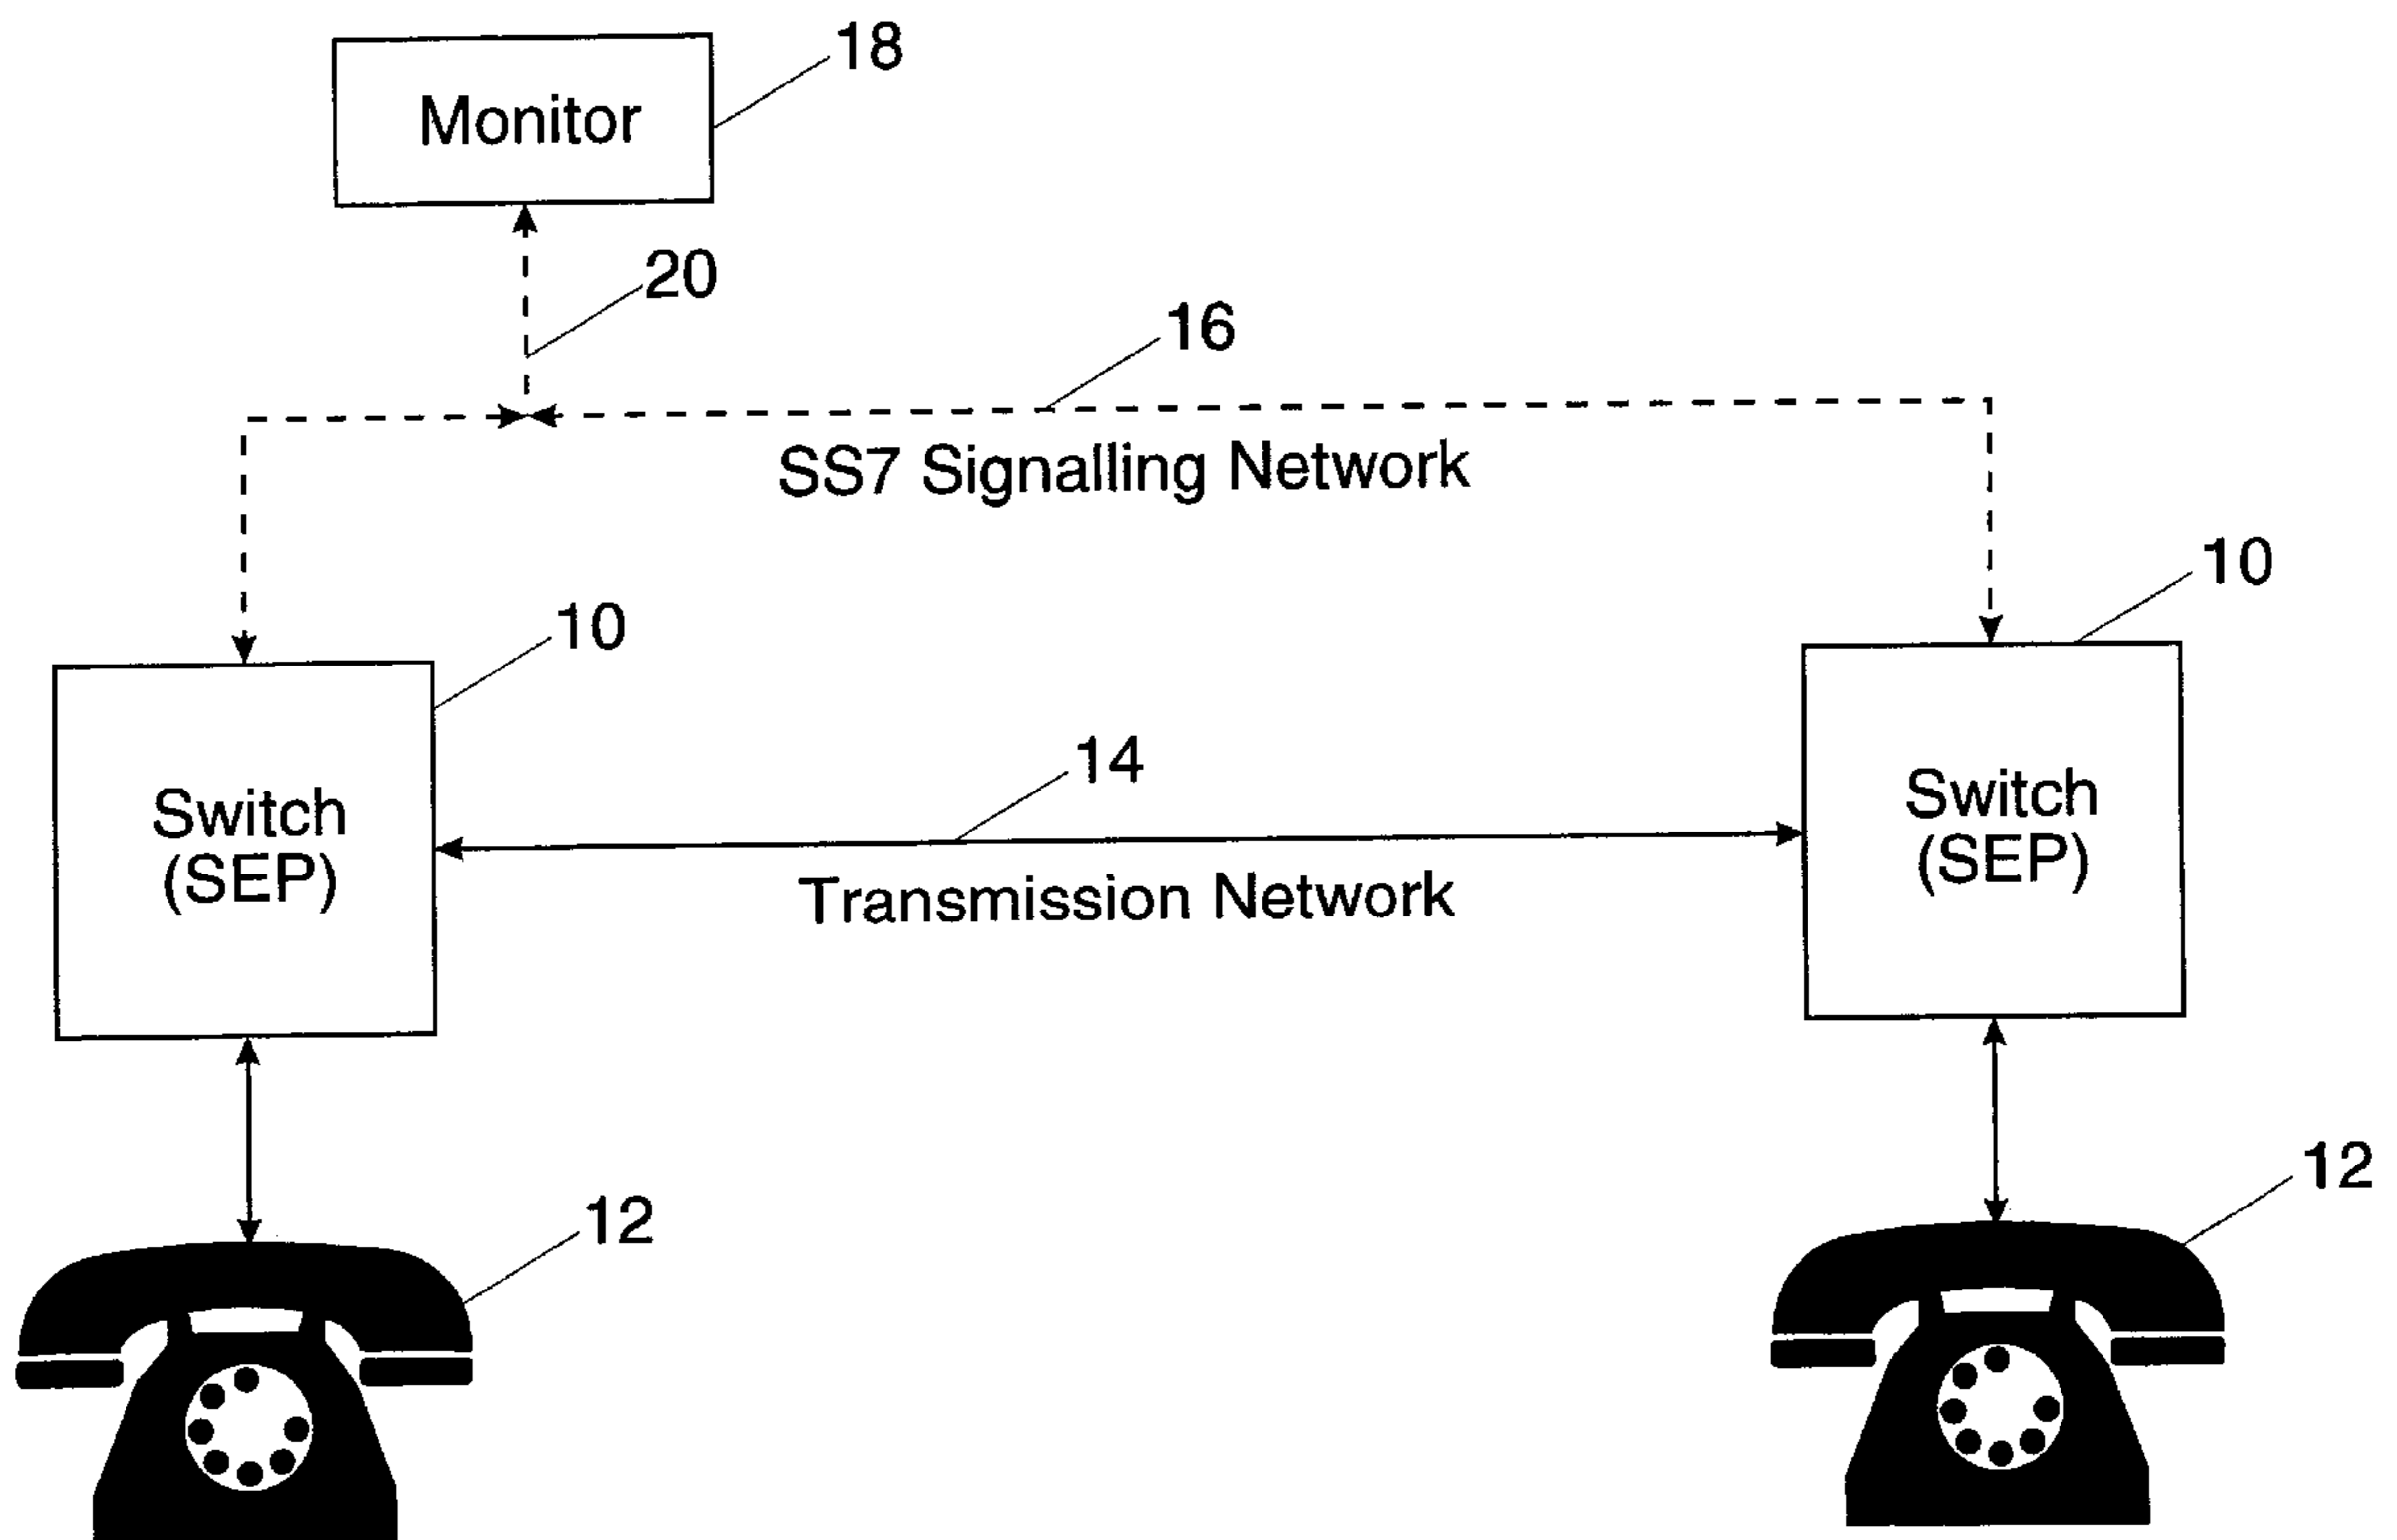 18
Monitor
20
16
SS7 Signalling Network
10
10
14
Switch
(SEP)
Switch
(SEP)
Transmission Network
12
12